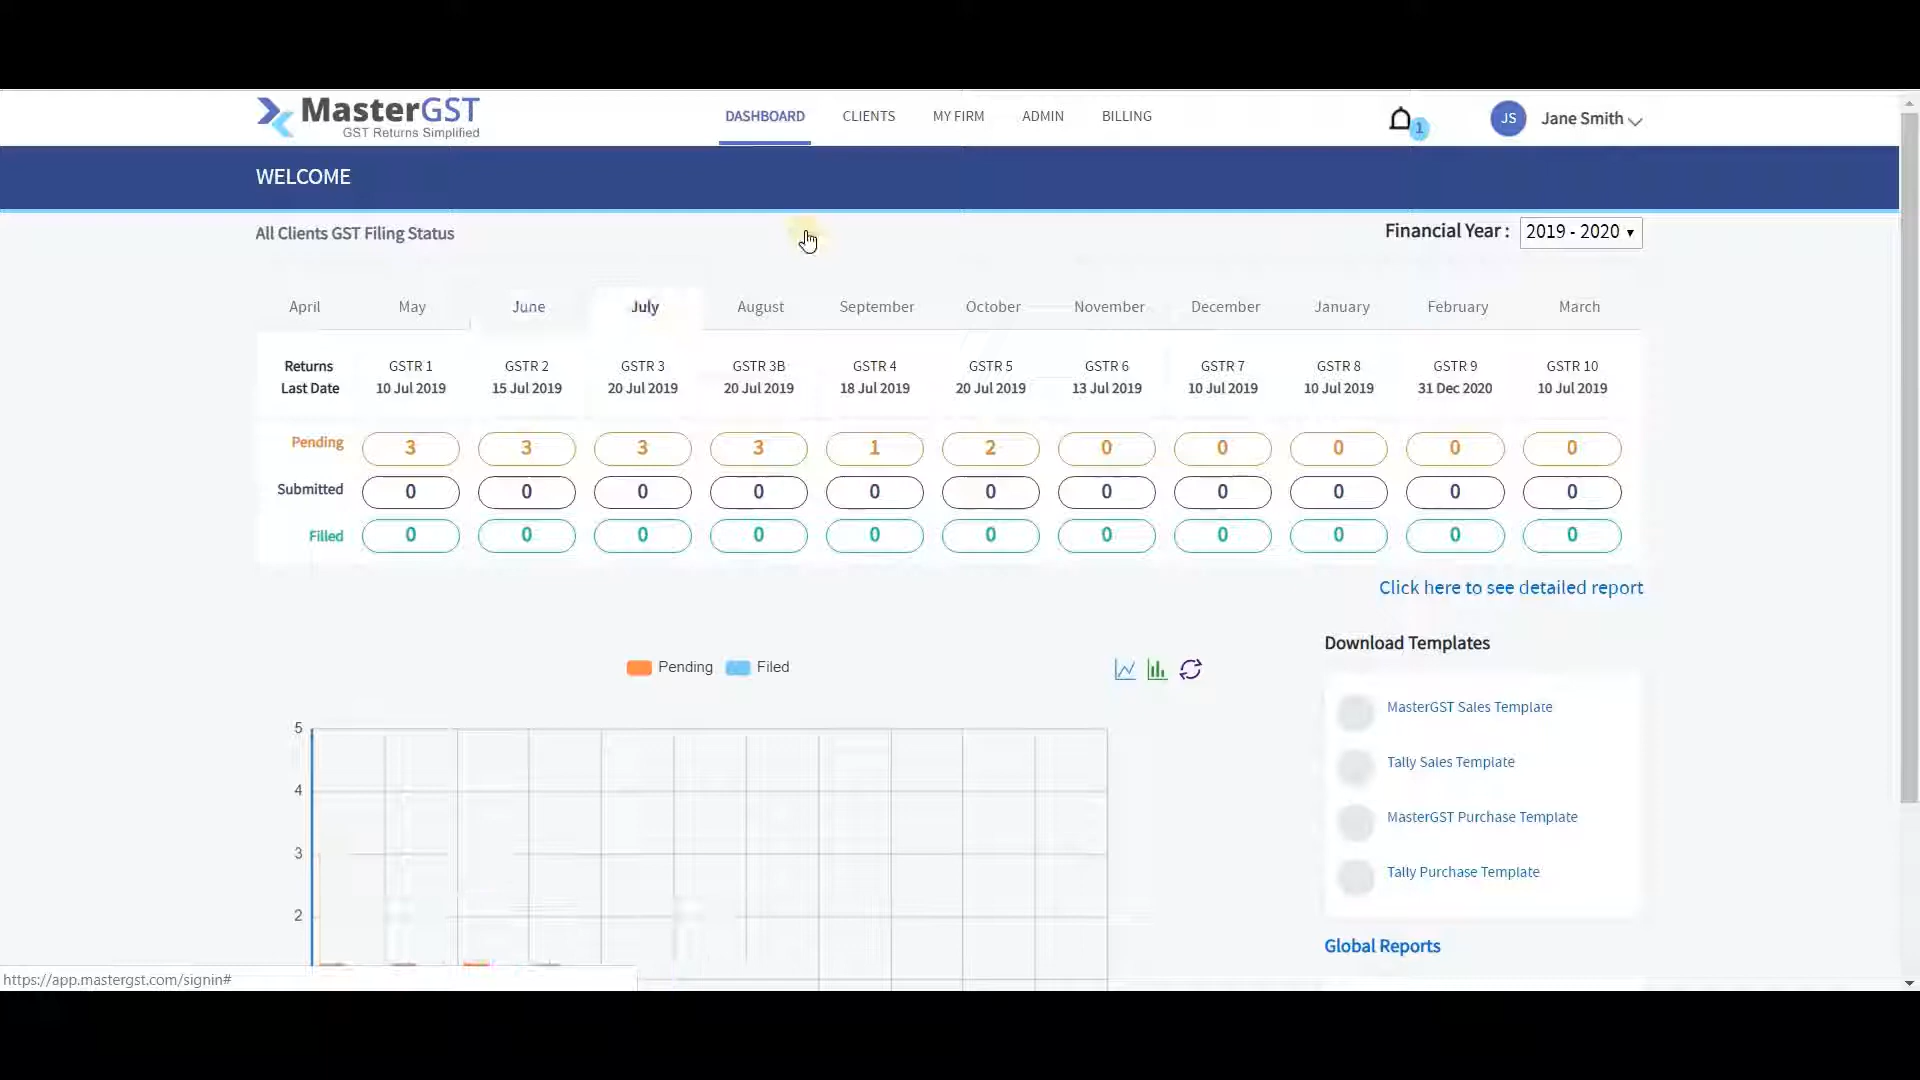 MasterGST
GST Returns Simplified
DASHBOARD CLIENTS MY FIRM ADMIN BILLING
1
JS Jane Smith
WELCOME
All Clients GST Filing Status
Financial Year : 2019 - 2020
April May June July August September October November December January February March
Returns GSTR 1 GSTR 2 GSTR 3 GSTR 3B GSTR 4 GSTR 5 GSTR 6 GSTR 7 GSTR 8 GSTR 9 GSTR 10
Last Date 10 Jul 2019 15 Jul 2019 20 Jul 2019 20 Jul 2019 18 Jul 2019 20 Jul 2019 13 Jul 2019 10 Jul 2019 10 Jul 2019 31 Dec 2020 10 Jul 2019
Pending 3 3 3 3 1 2 0 0 0 0 0
Submitted 0 0 0 0 0 0 0 0 0 0 0
Filled 0 0 0 0 0 0 0 0 0 0 0
Click here to see detailed report
Pending Filed
5
4
3
2
Download Templates
MasterGST Sales Template
Tally Sales Template
MasterGST Purchase Template
Tally Purchase Template
Global Reports
https://app.mastergst.com/signin#